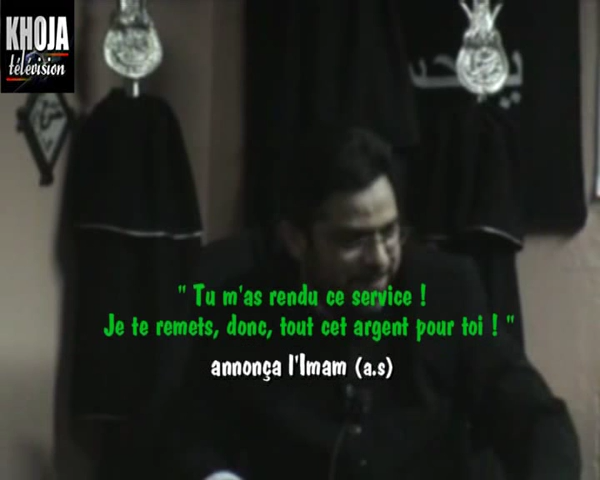 KHOJA
télévision
" Tu m'as rendu ce service !
Je te remets, donc, tout cet argent pour toi ! "
annonça l'Imam (a.s)